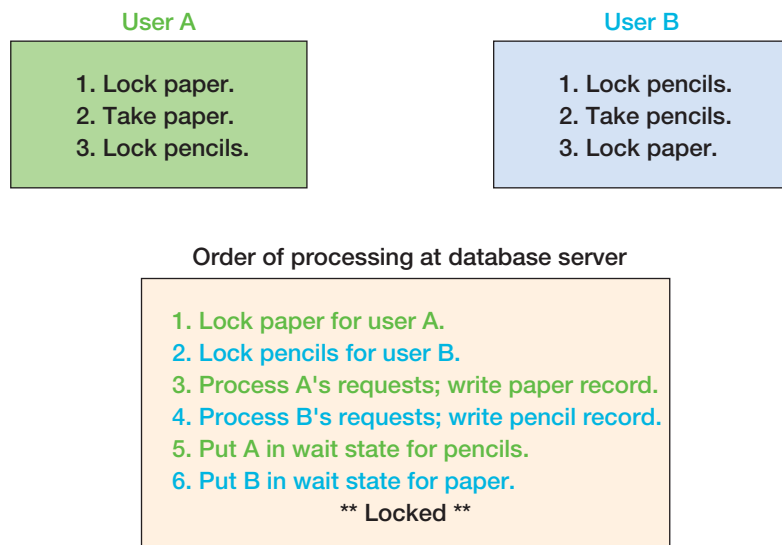 User A
1. Lock paper.
2. Take paper.
3. Lock pencils.
User B
1. Lock pencils.
2. Take pencils.
3. Lock paper.
Order of processing at database server
1. Lock paper for user A.
2. Lock pencils for user B.
3. Process A's requests; write paper record.
4. Process B's requests; write pencil record.
5. Put A in wait state for pencils.
6. Put B in wait state for paper.
** Locked **